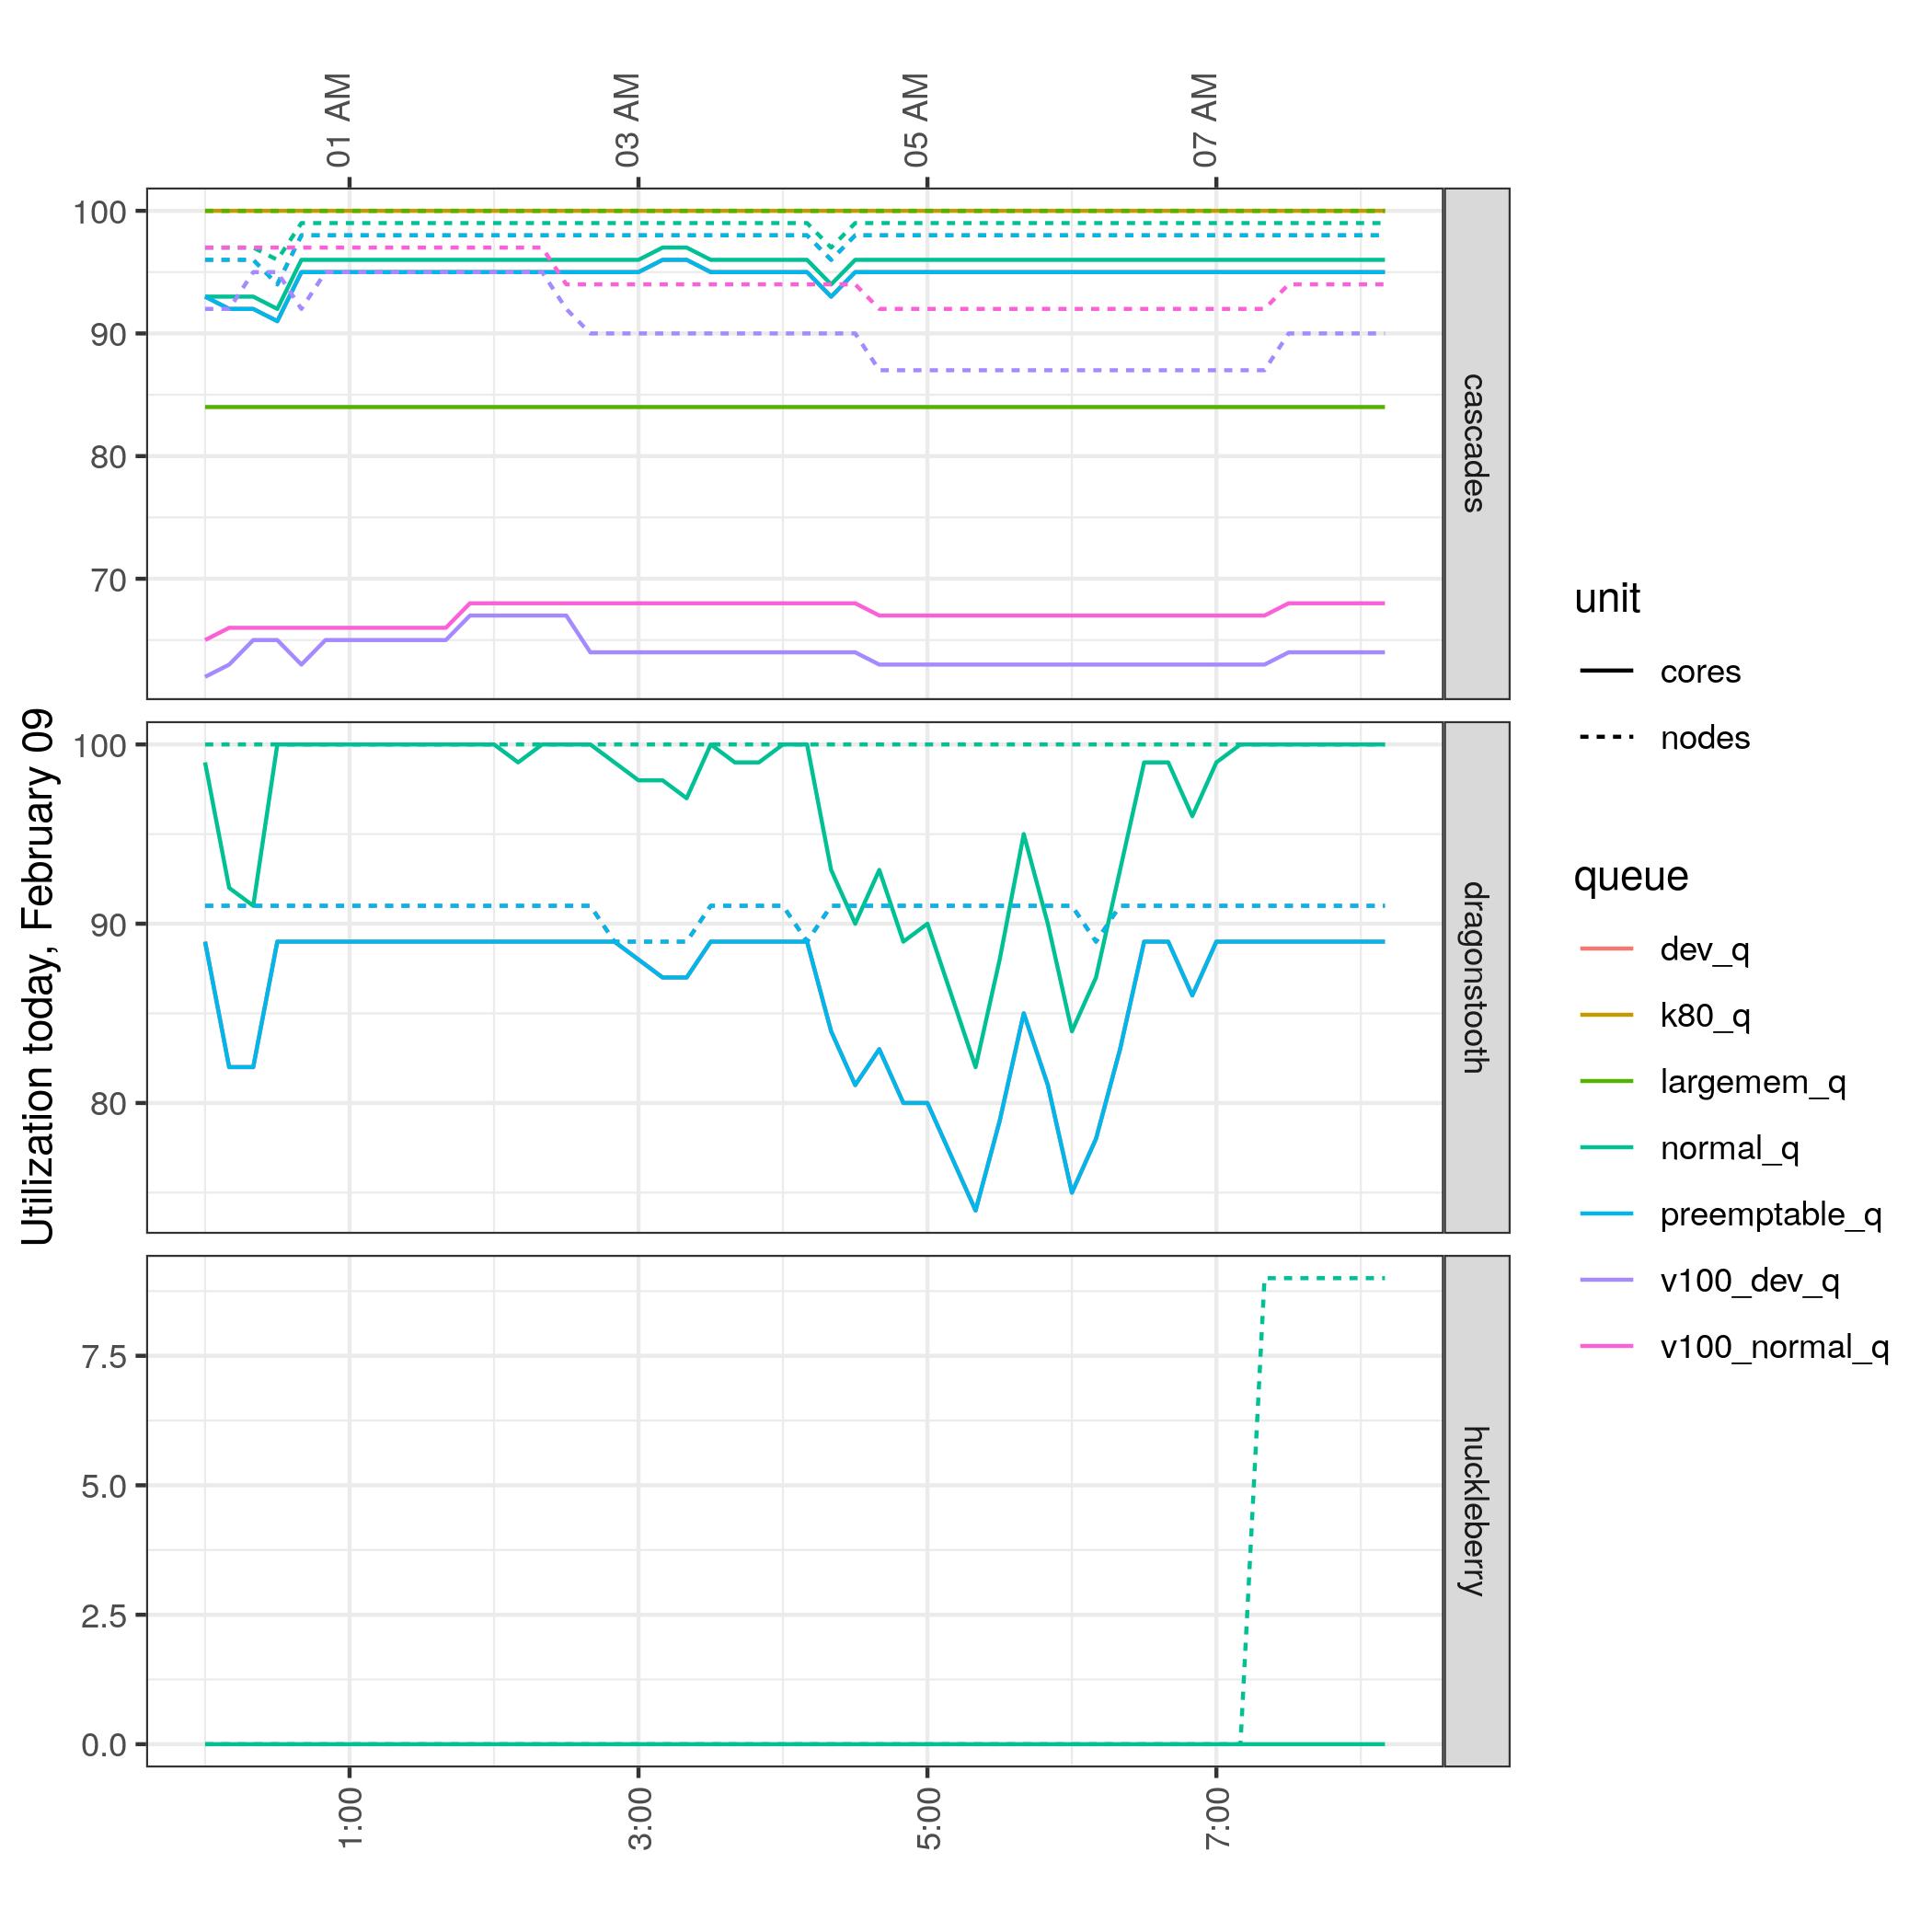 01 AM
03 AM
05 AM
07 AM
Utilization today, February 09
100
90
80
70
cascades
100
90
80
dragonstooth
7.5
5.0
2.5
0.0
huckleberry
1:00
3:00
5:00
7:00
unit
cores
nodes
queue
dev_q
k80_q
largemem_q
normal_q
preemptable_q
v100_dev_q
v100_normal_q